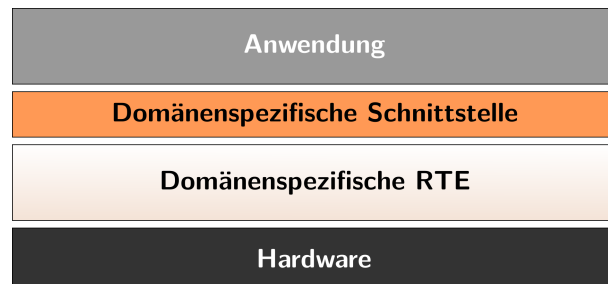 Anwendung
Domänenspezifische Schnittstelle
Domänenspezifische RTE
Hardware